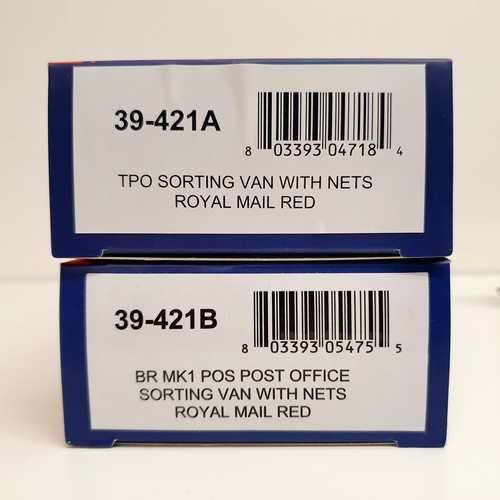 39-421A
8 03393 04718 4
TPO SORTING VAN WITH NETS
ROYAL MAIL RED
39-421B
8 03393 05475 5
BR MK1 POS POST OFFICE
SORTING VAN WITH NETS
ROYAL MAIL RED